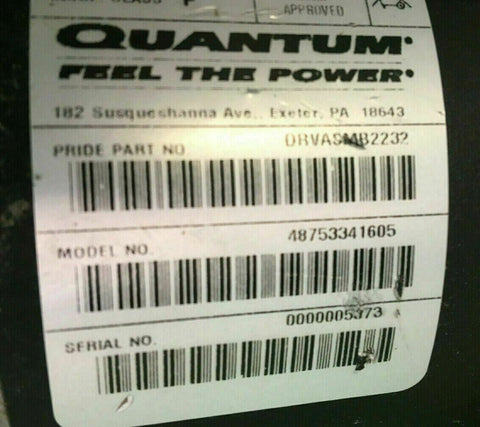 APPROVED
QUANTUM®
FEEL THE POWER®
182 Susqueshanna Ave., Exeter, PA 18643
PRIDE PART NO DRVASMB2232
MODEL NO. 48753341605
SERIAL NO. 0000005373